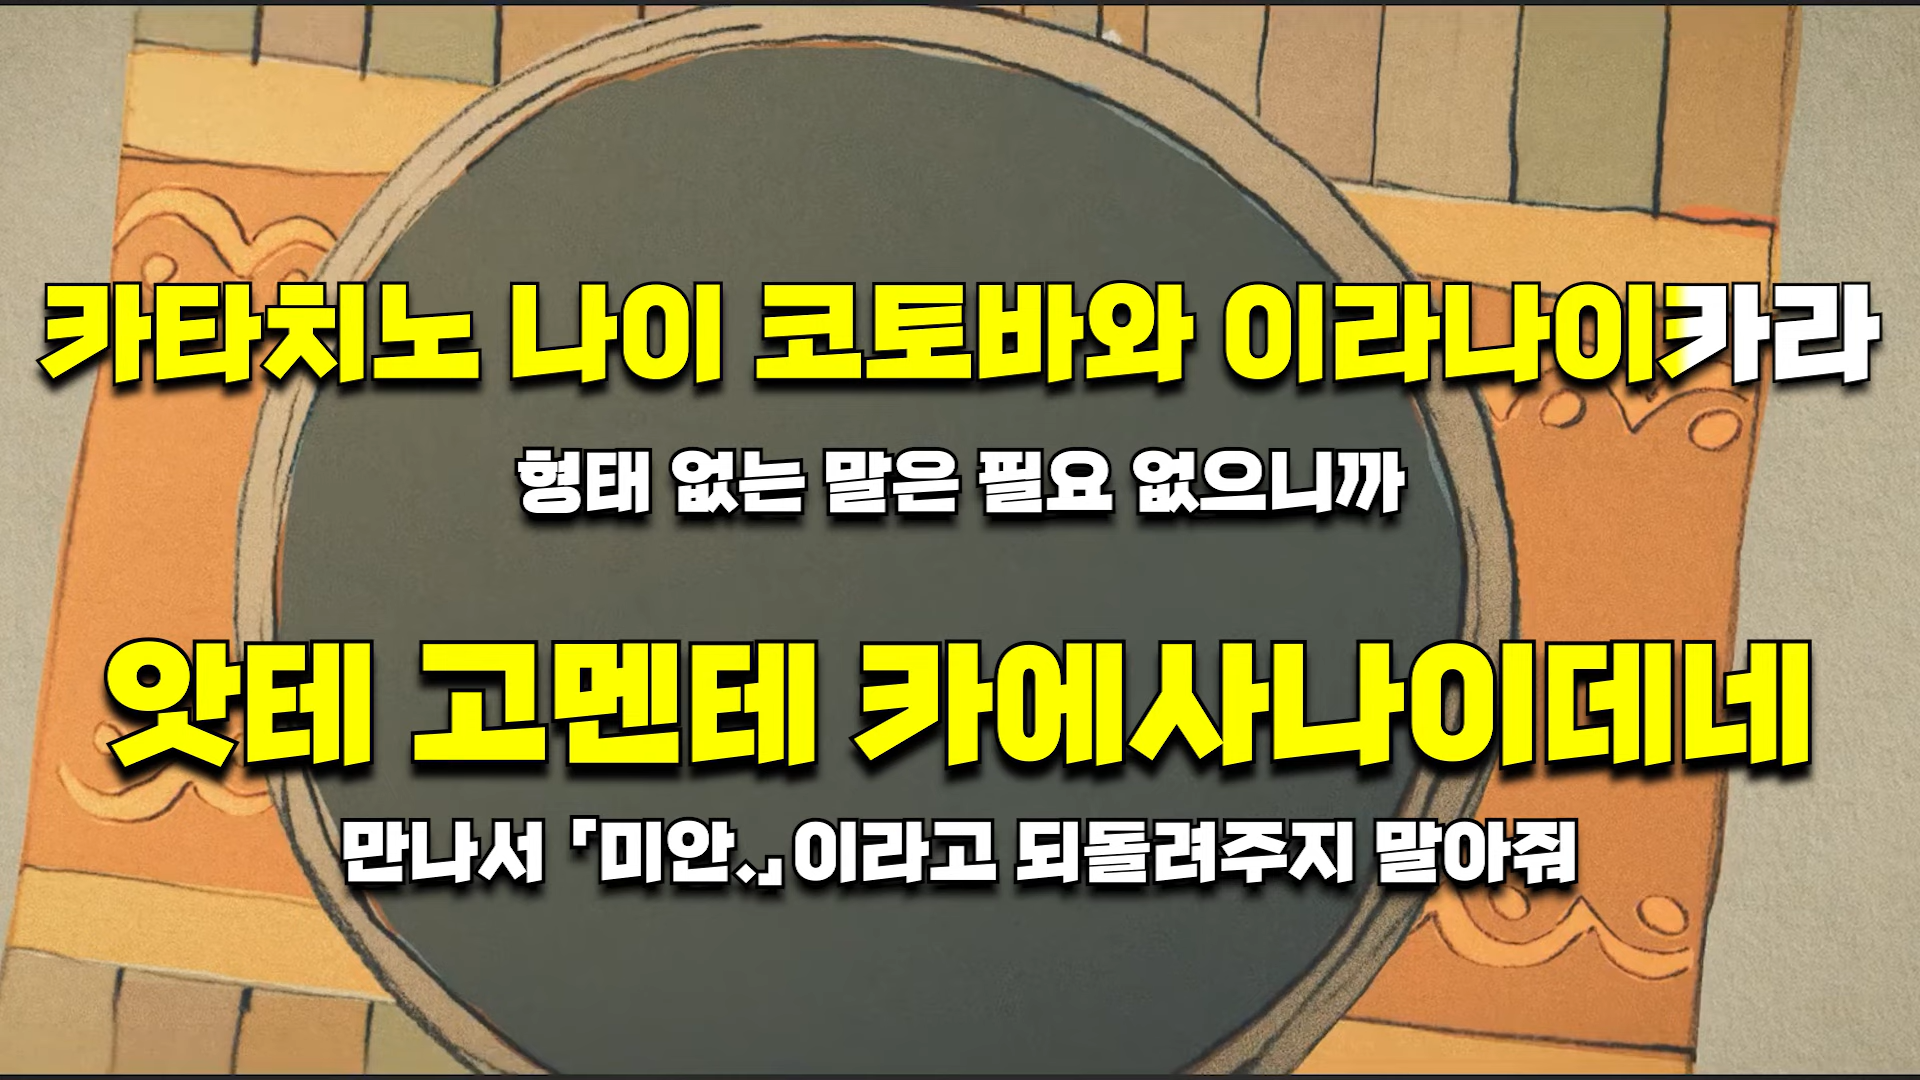 카타치노 나이 코토바와 이라나이카라
형태 없는 말은 필요 없으니까
앗테 고멘테 카에사나이데네
만나서 「미안.」이라고 되돌려주지 말아줘